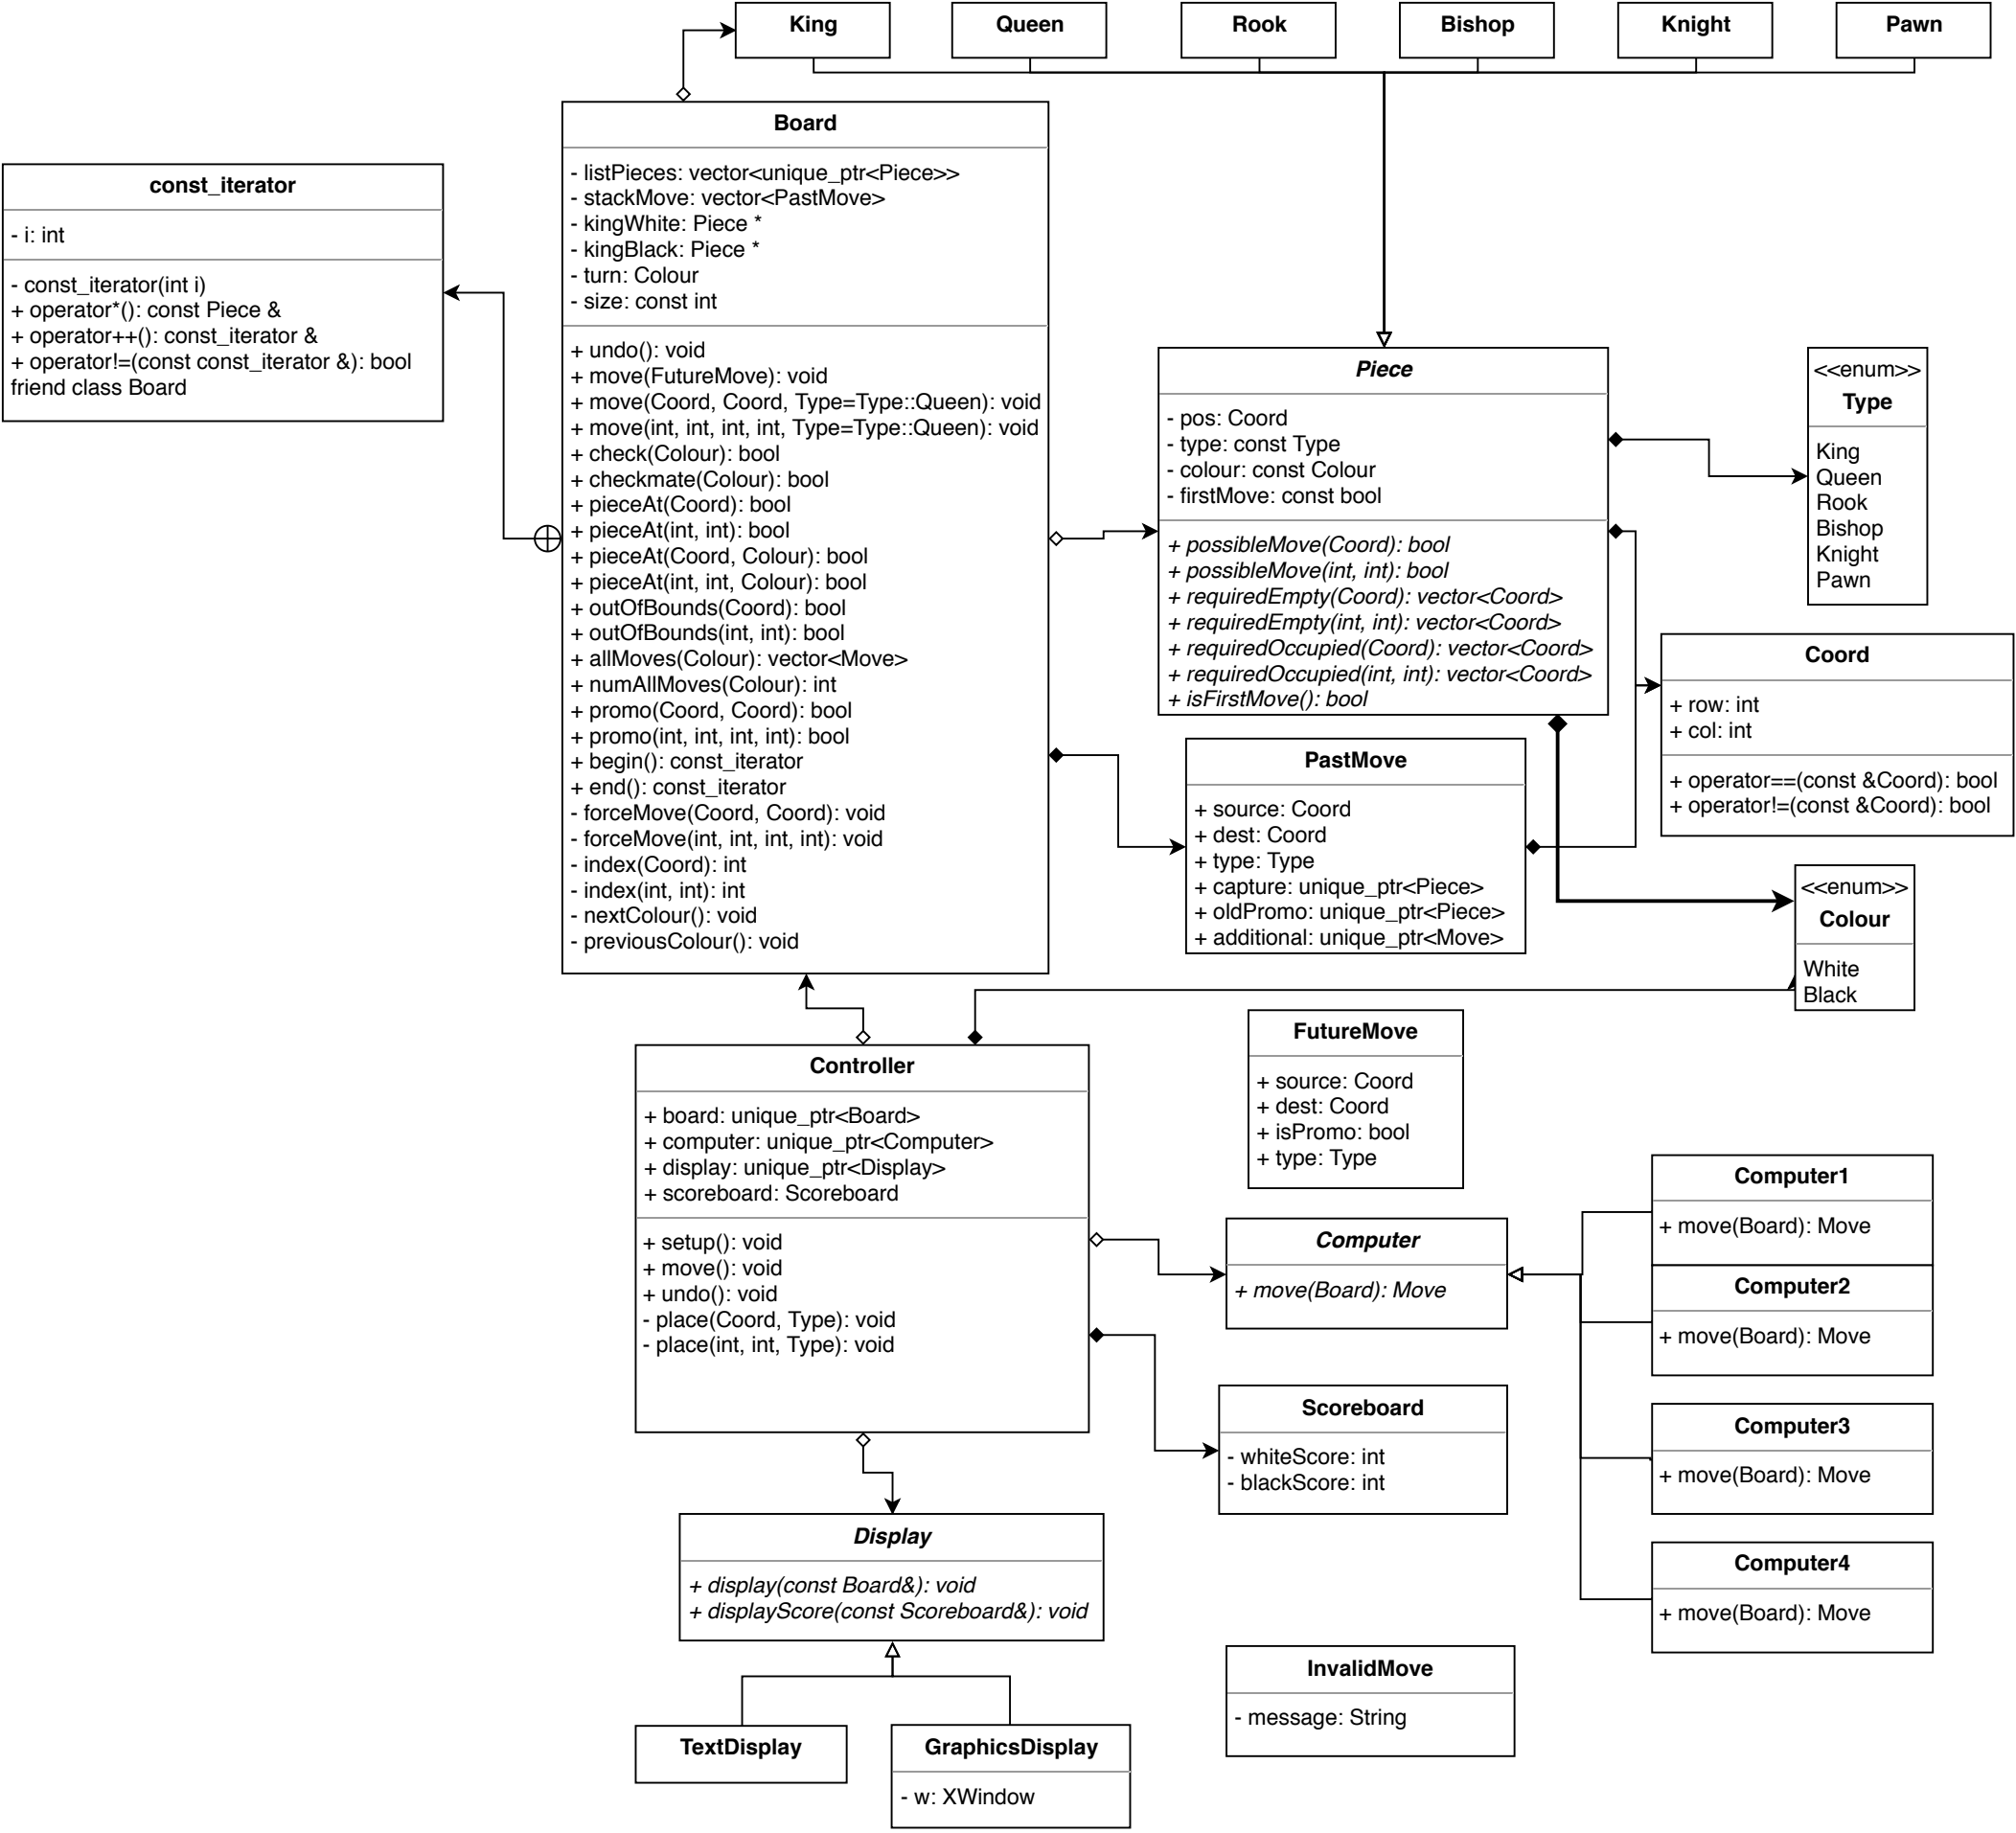 King
Queen
Rook
Bishop
Knight
Pawn
Board
- listPieces: vector<unique_ptr<Piece>>
- stackMove: vector<PastMove>
- kingWhite: Piece *
- kingBlack: Piece *
- turn: Colour
- size: const int
+ undo(): void
+ move(FutureMove): void
+ move(Coord, Coord, Type=Type::Queen): void
+ move(int, int, int, int, Type=Type::Queen): void
+ check(Colour): bool
+ checkmate(Colour): bool
+ pieceAt(Coord): bool
+ pieceAt(int, int): bool
+ pieceAt(Coord, Colour): bool
+ pieceAt(int, int, Colour): bool
+ outOfBounds(Coord): bool
+ outOfBounds(int, int): bool
+ allMoves(Colour): vector<Move>
+ numAllMoves(Colour): int
+ promo(Coord, Coord): bool
+ promo(int, int, int, int): bool
+ begin(): const_iterator
+ end(): const_iterator
- forceMove(Coord, Coord): void
- forceMove(int, int, int, int): void
- index(Coord): int
- index(int, int): int
- nextColour(): void
- previousColour(): void
const_iterator
- i: int
- const_iterator(int i)
+ operator*(): const Piece &
+ operator++(): const_iterator &
+ operator!=(const const_iterator &): bool
friend class Board
Piece
- pos: Coord
- type: const Type
- colour: const Colour
- firstMove: const bool
+ possibleMove(Coord): bool
+ possibleMove(int, int): bool
+ requiredEmpty(Coord): vector<Coord>
+ requiredEmpty(int, int): vector<Coord>
+ requiredOccupied(Coord): vector<Coord>
+ requiredOccupied(int, int): vector<Coord>
+ isFirstMove(): bool
<<enum>>
Type
King
Queen
Rook
Bishop
Knight
Pawn
Coord
+ row: int
+ col: int
+ operator==(const &Coord): bool
+ operator!=(const &Coord): bool
PastMove
+ source: Coord
+ dest: Coord
+ type: Type
+ capture: unique_ptr<Piece>
+ oldPromo: unique_ptr<Piece>
+ additional: unique_ptr<Move>
<<enum>>
Colour
White
Black
FutureMove
+ source: Coord
+ dest: Coord
+ isPromo: bool
+ type: Type
Controller
+ board: unique_ptr<Board>
+ computer: unique_ptr<Computer>
+ display: unique_ptr<Display>
+ scoreboard: Scoreboard
+ setup(): void
+ move(): void
+ undo(): void
- place(Coord, Type): void
- place(int, int, Type): void
Computer
+ move(Board): Move
Computer1
+ move(Board): Move
Computer2
+ move(Board): Move
Computer3
+ move(Board): Move
Computer4
+ move(Board): Move
Scoreboard
- whiteScore: int
- blackScore: int
Display
+ display(const Board&): void
+ displayScore(const Scoreboard&): void
InvalidMove
- message: String
TextDisplay
GraphicsDisplay
- w: XWindow